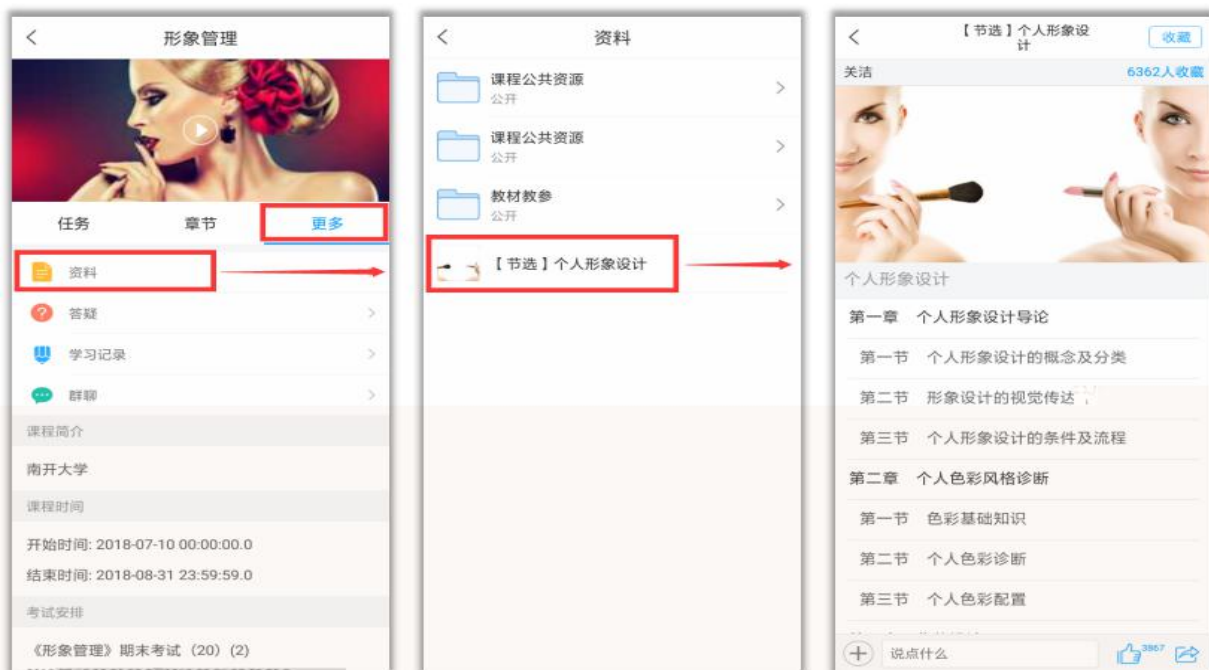 形象管理
任务
章节
更多
资料
答疑
学习记录
群聊
课程简介
南开大学
课程时间
开始时间: 2018-07-10 00:00:00.0
结束时间: 2018-08-31 23:59:59.0
考试安排
《形象管理》期末考试（20）(2)
资料
课程公共资源
公开
课程公共资源
公开
教材教参
公开
【节选】个人形象设计
【节选】个人形象设
计
收藏
关洁
6362人收藏
个人形象设计
第一章 个人形象设计导论
第一节 个人形象设计的概念及分类
第二节 形象设计的视觉传达
第三节 个人形象设计的条件及流程
第二章 个人色彩风格诊断
第一节 色彩基础知识
第二节 个人色彩诊断
第三节 个人色彩配置
说点什么
3967